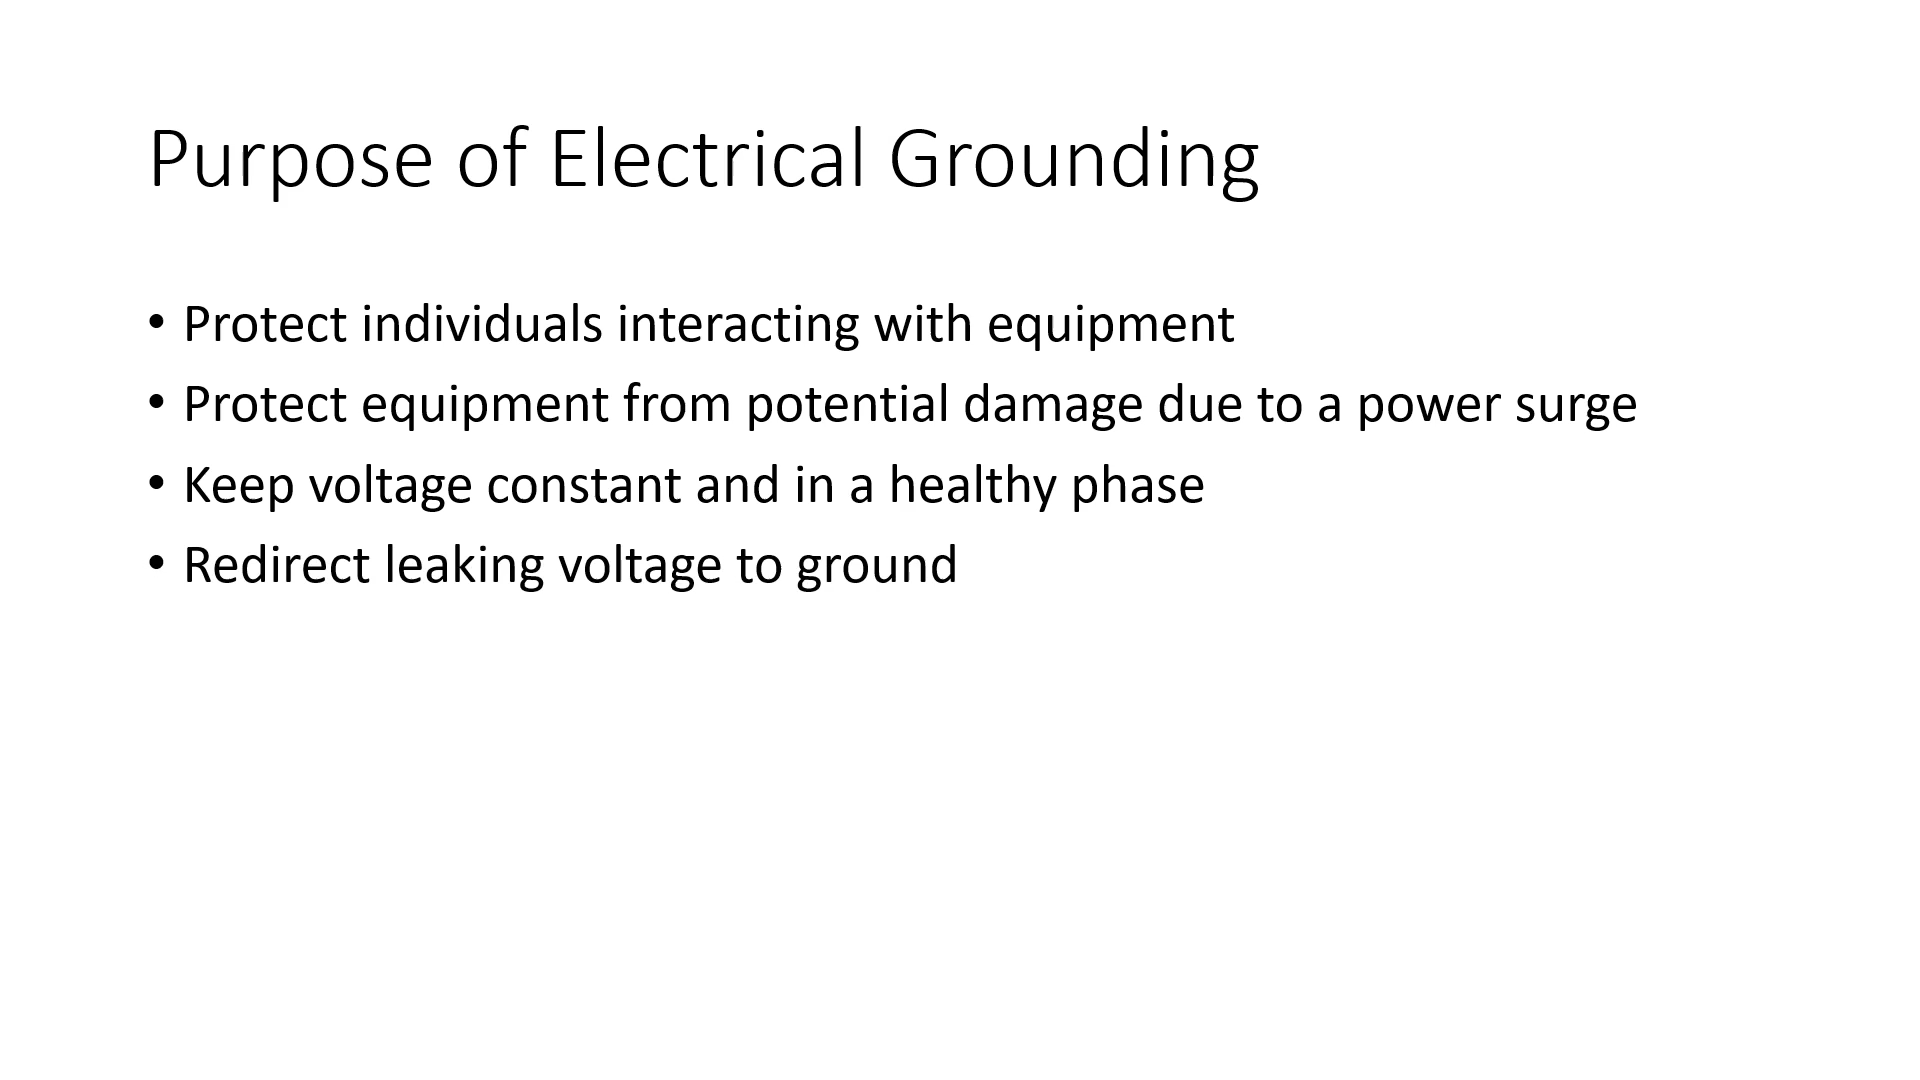 Purpose of Electrical Grounding
• Protect individuals interacting with equipment
• Protect equipment from potential damage due to a power surge
• Keep voltage constant and in a healthy phase
• Redirect leaking voltage to ground